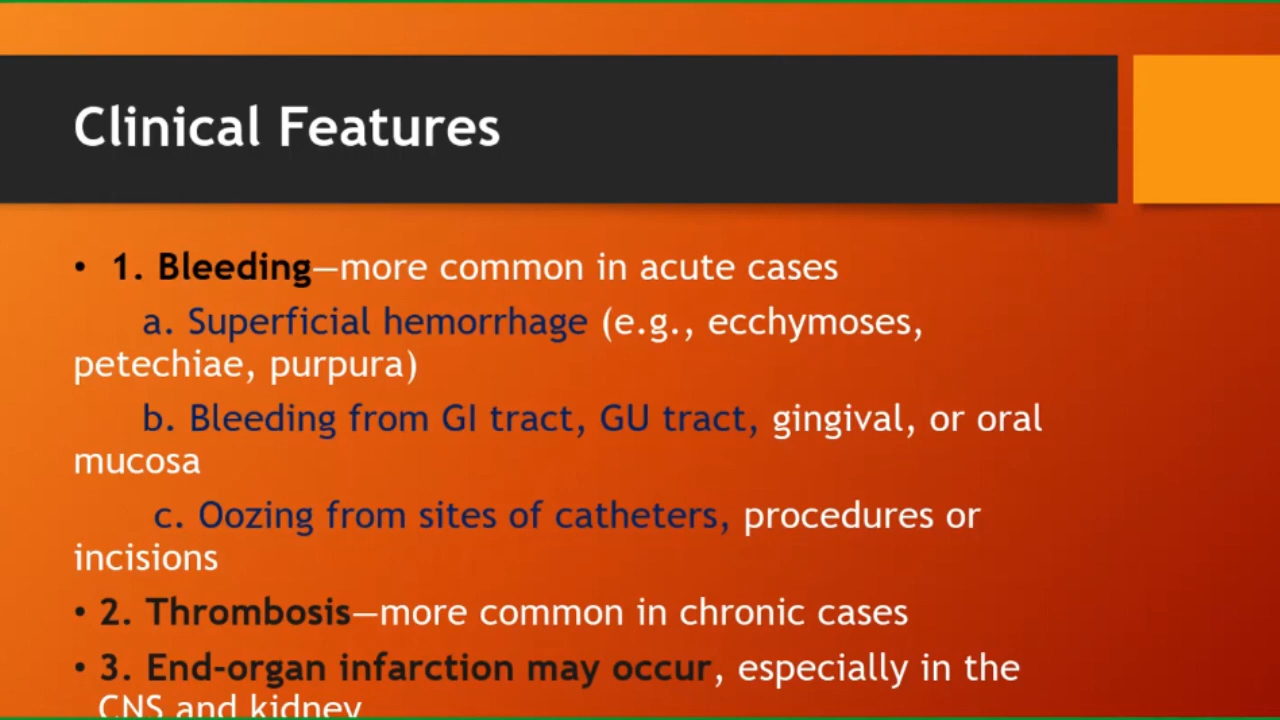 Clinical Features
• 1. Bleeding—more common in acute cases
a. Superficial hemorrhage (e.g., ecchymoses,
petechiae, purpura)
b. Bleeding from GI tract, GU tract, gingival, or oral
mucosa
c. Oozing from sites of catheters, procedures or
incisions
• 2. Thrombosis—more common in chronic cases
• 3. End-organ infarction may occur, especially in the
CNS and kidney